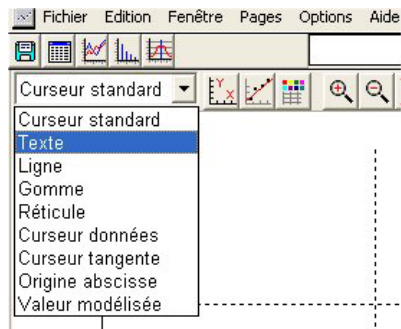 Fichier Edition Fenêtre Pages Options Aide
Curseur standard
Y X
Curseur standard
Texte
Ligne
Gomme
Réticule
Curseur données
Curseur tangente
Origine abscisse
Valeur modélisée